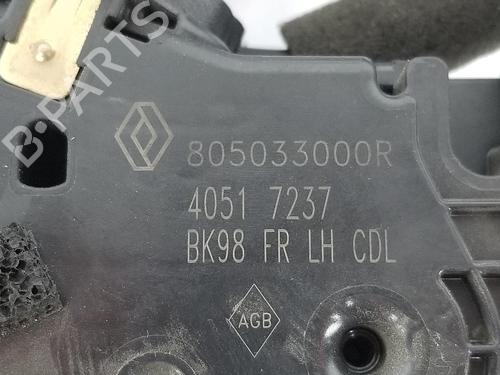 B-PARTS
805033000R
4051 7237
BK98 FR LH CDL
AGB